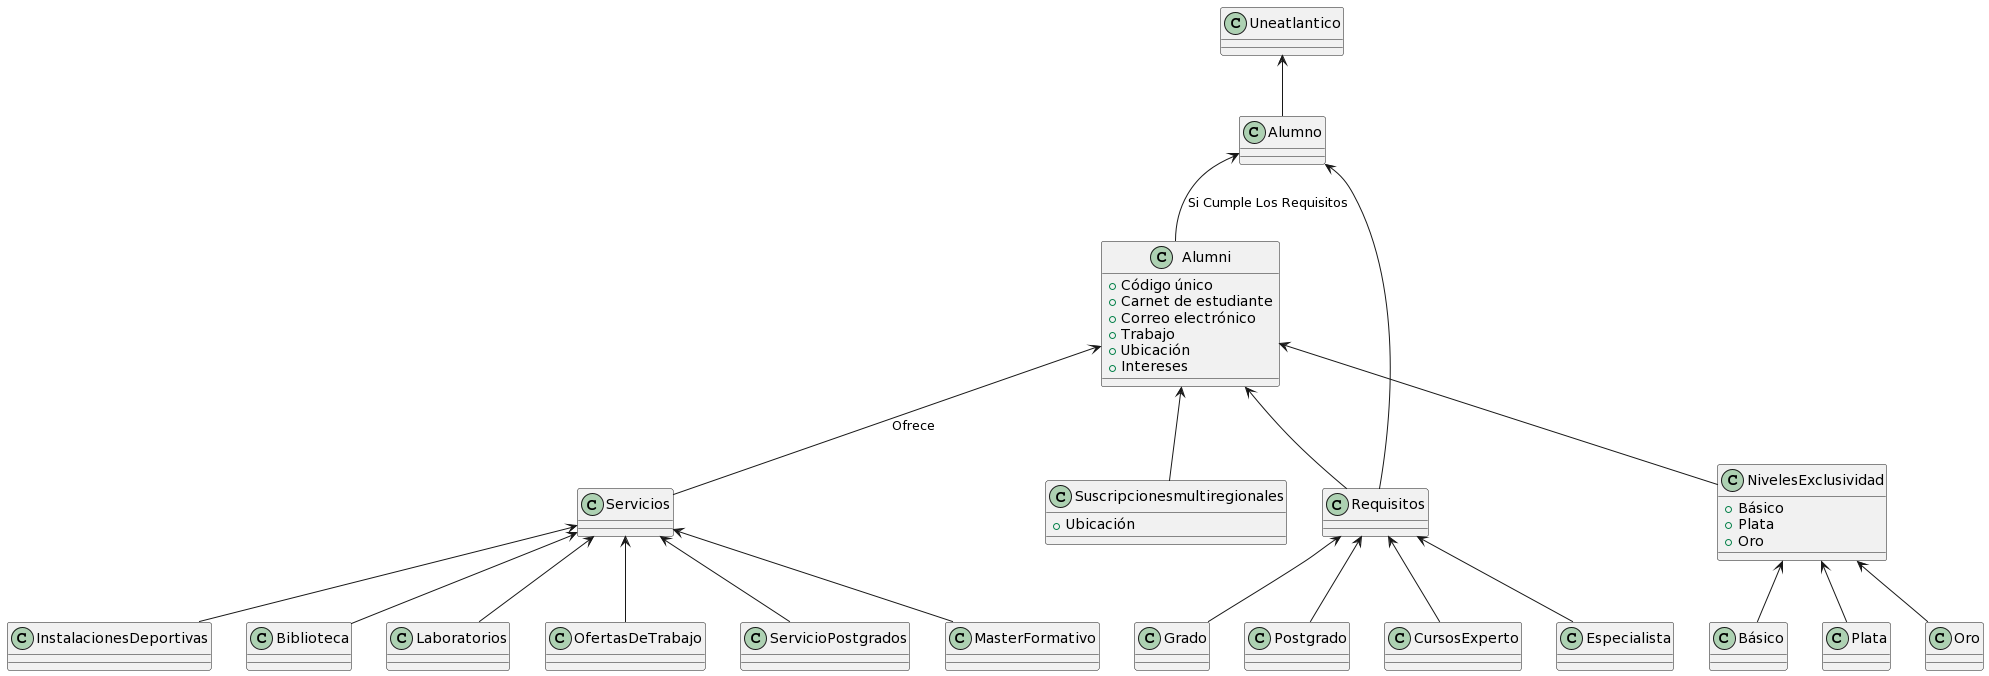 C Uneatlantico
C Alumno
Si Cumple Los Requisitos
C Alumni
Código único
Carnet de estudiante
Correo electrónico
Trabajo
Ubicación
Intereses
Ofrece
C Servicios
C Suscripcionesmultiregionales
Ubicación
C Requisitos
C NivelesExclusividad
Básico
Plata
Oro
C InstalacionesDeportivas
C Biblioteca
C Laboratorios
C OfertasDeTrabajo
C ServicioPostgrados
C MasterFormativo
C Grado
C Postgrado
C CursosExperto
C Especialista
C Básico
C Plata
C Oro